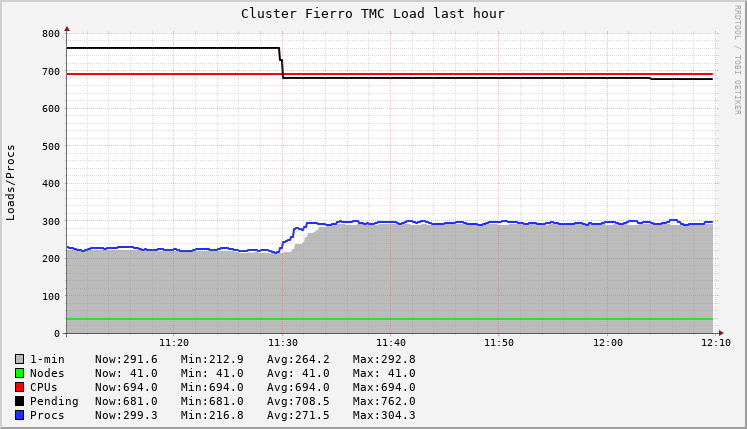 Cluster Fierro TMC Load last hour
RRDTOOL / TOBI OETIKER
Loads/Procs
800
700
600
500
400
300
200
100
0
11:20 11:30 11:40 11:50 12:00 12:10
1-min Now:291.6 Min:212.9 Avg:264.2 Max:292.8
Nodes Now: 41.0 Min: 41.0 Avg: 41.0 Max: 41.0
CPUs Now:694.0 Min:694.0 Avg:694.0 Max:694.0
Pending Now:681.0 Min:681.0 Avg:708.5 Max:762.0
Procs Now:299.3 Min:216.8 Avg:271.5 Max:304.3